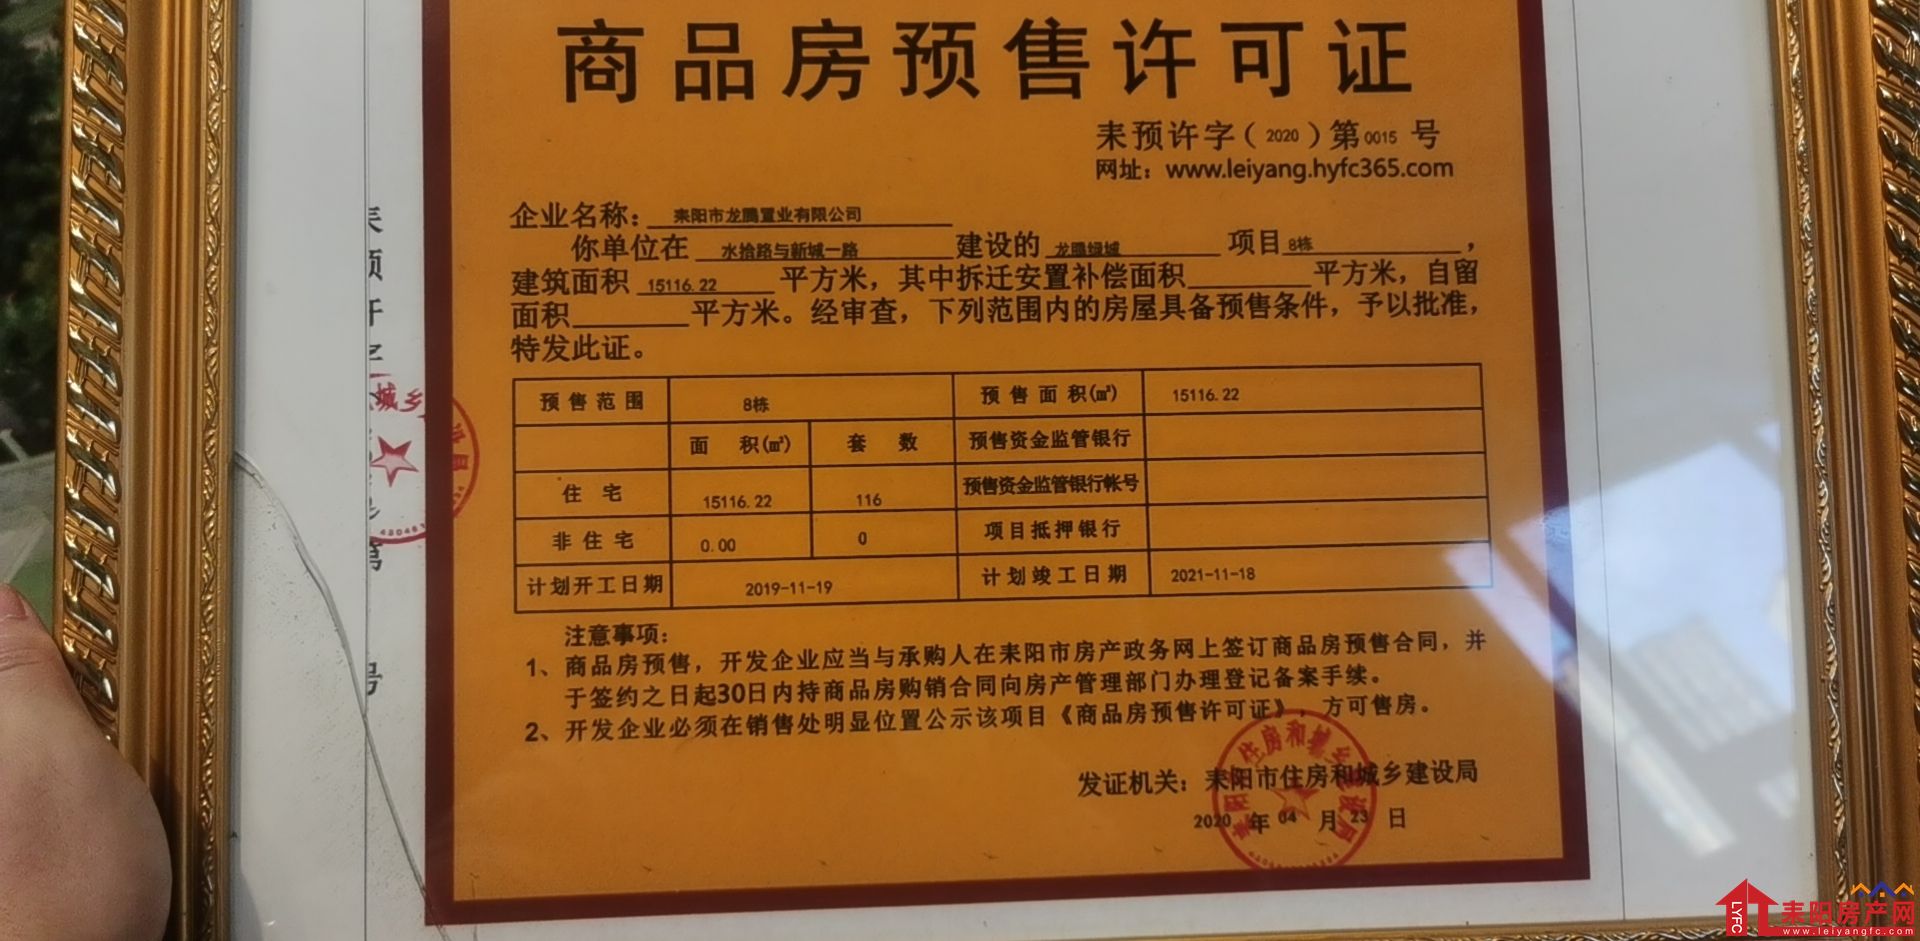 商品房预售许可证
耒预许字(2020)第0015号
网址：www.leiyang.hyfc365.com
企业名称：耒阳市龙腾置业有限公司
你单位在 水拾路与新城一路 建设的 龙腾绿城 项目8栋，
建筑面积 15116.22 平方米，其中拆迁安置补偿面积 平方米，自留
面积 平方米。经审查，下列范围内的房屋具备预售条件，予以批准，
特发此证。
预售范围 8栋 预售面积(㎡) 15116.22
面积(㎡) 套数 预售资金监管银行
住宅 15116.22 116 预售资金监管银行帐号
非住宅 0.00 0 项目抵押银行
计划开工日期 2019-11-19 计划竣工日期 2021-11-18
注意事项：
1、商品房预售，开发企业应当与承购人在耒阳市房产政务网上签订商品房预售合同，并
于签约之日起30日内持商品房购销合同向房产管理部门办理登记备案手续。
2、开发企业必须在销售处明显位置公示该项目《商品房预售许可证》，方可售房。
发证机关：耒阳市住房和城乡建设局
2020 年 04 月 23 日
第
号
城乡
LYFC
耒阳房产网
www.leiyangfc.com